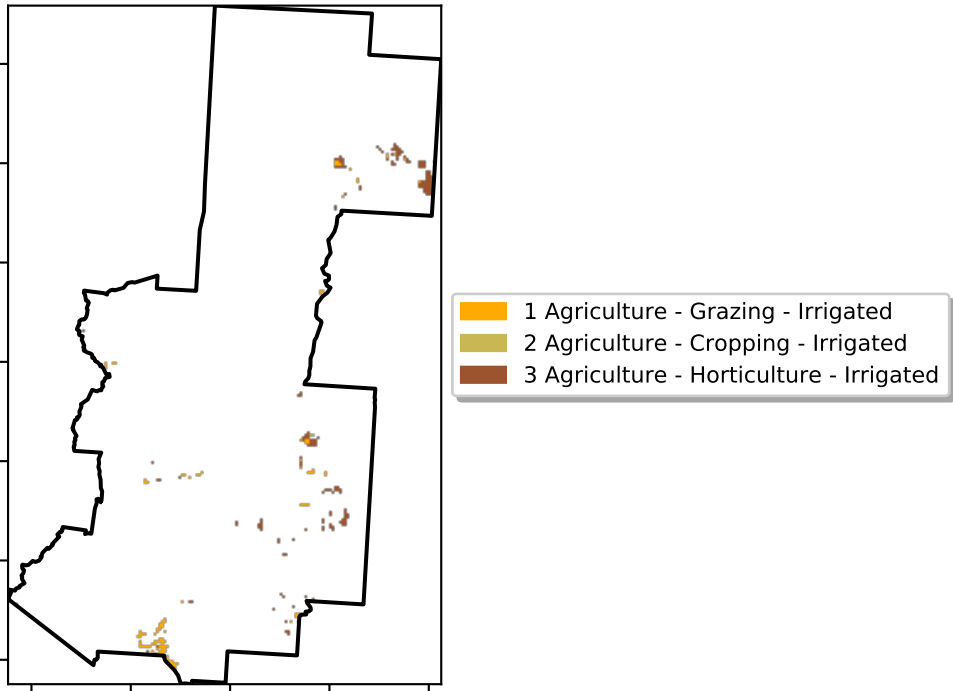 1 Agriculture - Grazing - Irrigated
2 Agriculture - Cropping - Irrigated
3 Agriculture - Horticulture - Irrigated